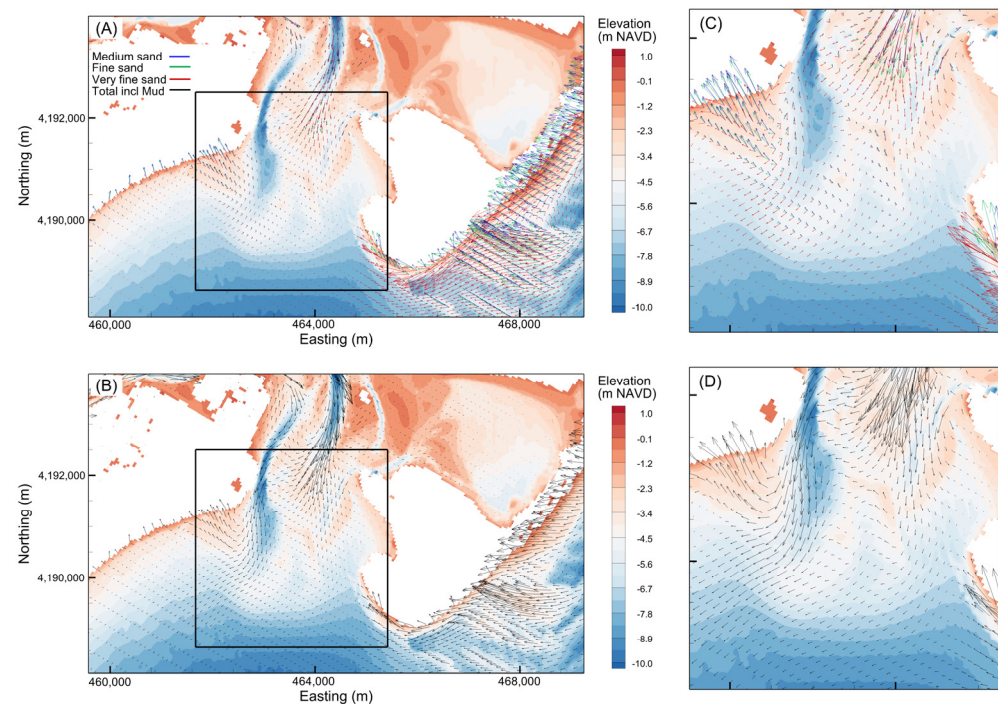 (A)
Medium sand
Fine sand
Very fine sand
Total incl Mud
4,192,000
4,190,000
Northing (m)
460,000
464,000
468,000
Easting (m)
Elevation
(m NAVD)
1.0
-0.1
-1.2
-2.3
-3.4
-4.5
-5.6
-6.7
-7.8
-8.9
-10.0
(C)
(B)
4,192,000
4,190,000
Northing (m)
460,000
464,000
468,000
Easting (m)
Elevation
(m NAVD)
1.0
-0.1
-1.2
-2.3
-3.4
-4.5
-5.6
-6.7
-7.8
-8.9
-10.0
(D)